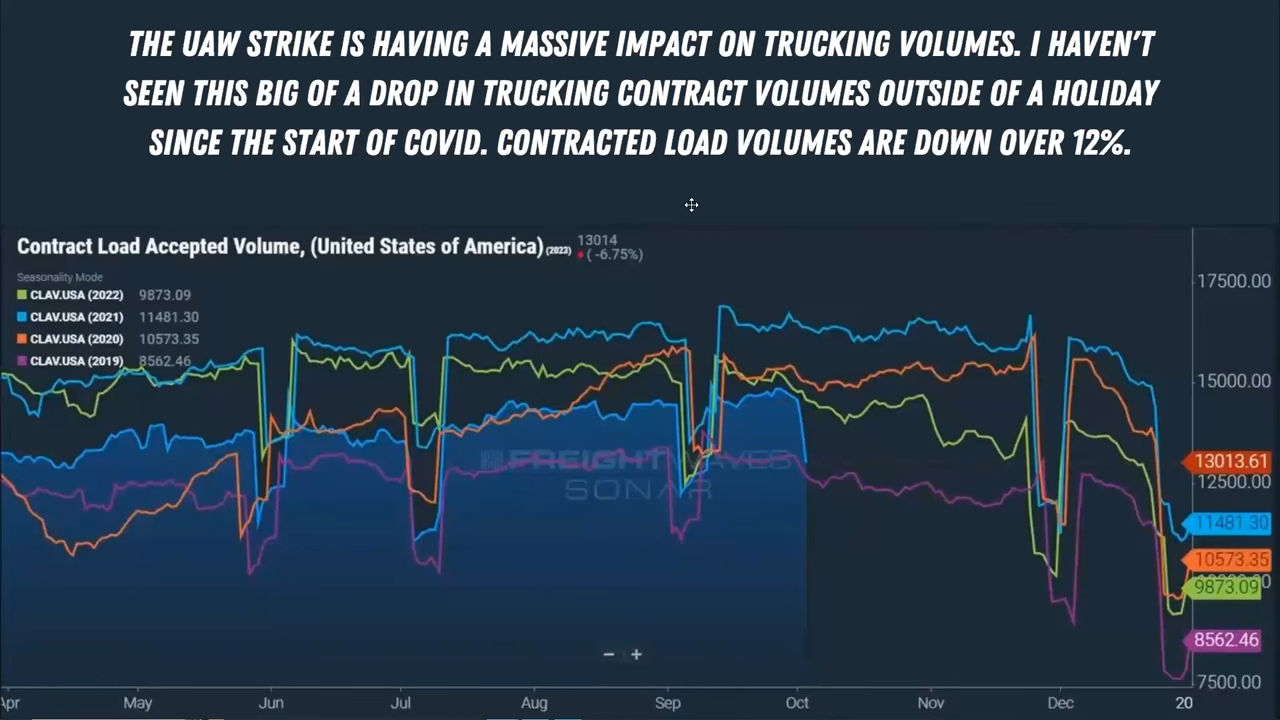 THE UAW STRIKE IS HAVING A MASSIVE IMPACT ON TRUCKING VOLUMES. I HAVEN'T
SEEN THIS BIG OF A DROP IN TRUCKING CONTRACT VOLUMES OUTSIDE OF A HOLIDAY
SINCE THE START OF COVID. CONTRACTED LOAD VOLUMES ARE DOWN OVER 12%.
Contract Load Accepted Volume, (United States of America) (2023) 13014
(-6.75%)
Seasonality Mode
CLAV.USA (2022) 9873.09
CLAV.USA (2021) 11481.30
CLAV.USA (2020) 10573.35
CLAV.USA (2019) 8562.46
17500.00
15000.00
FREIGHTWAVES
SONAR
13013.61
12500.00
11481.30
10573.35
9873.09
8562.46
7500.00
Apr May Jun Jul Aug Sep Oct Nov Dec 20